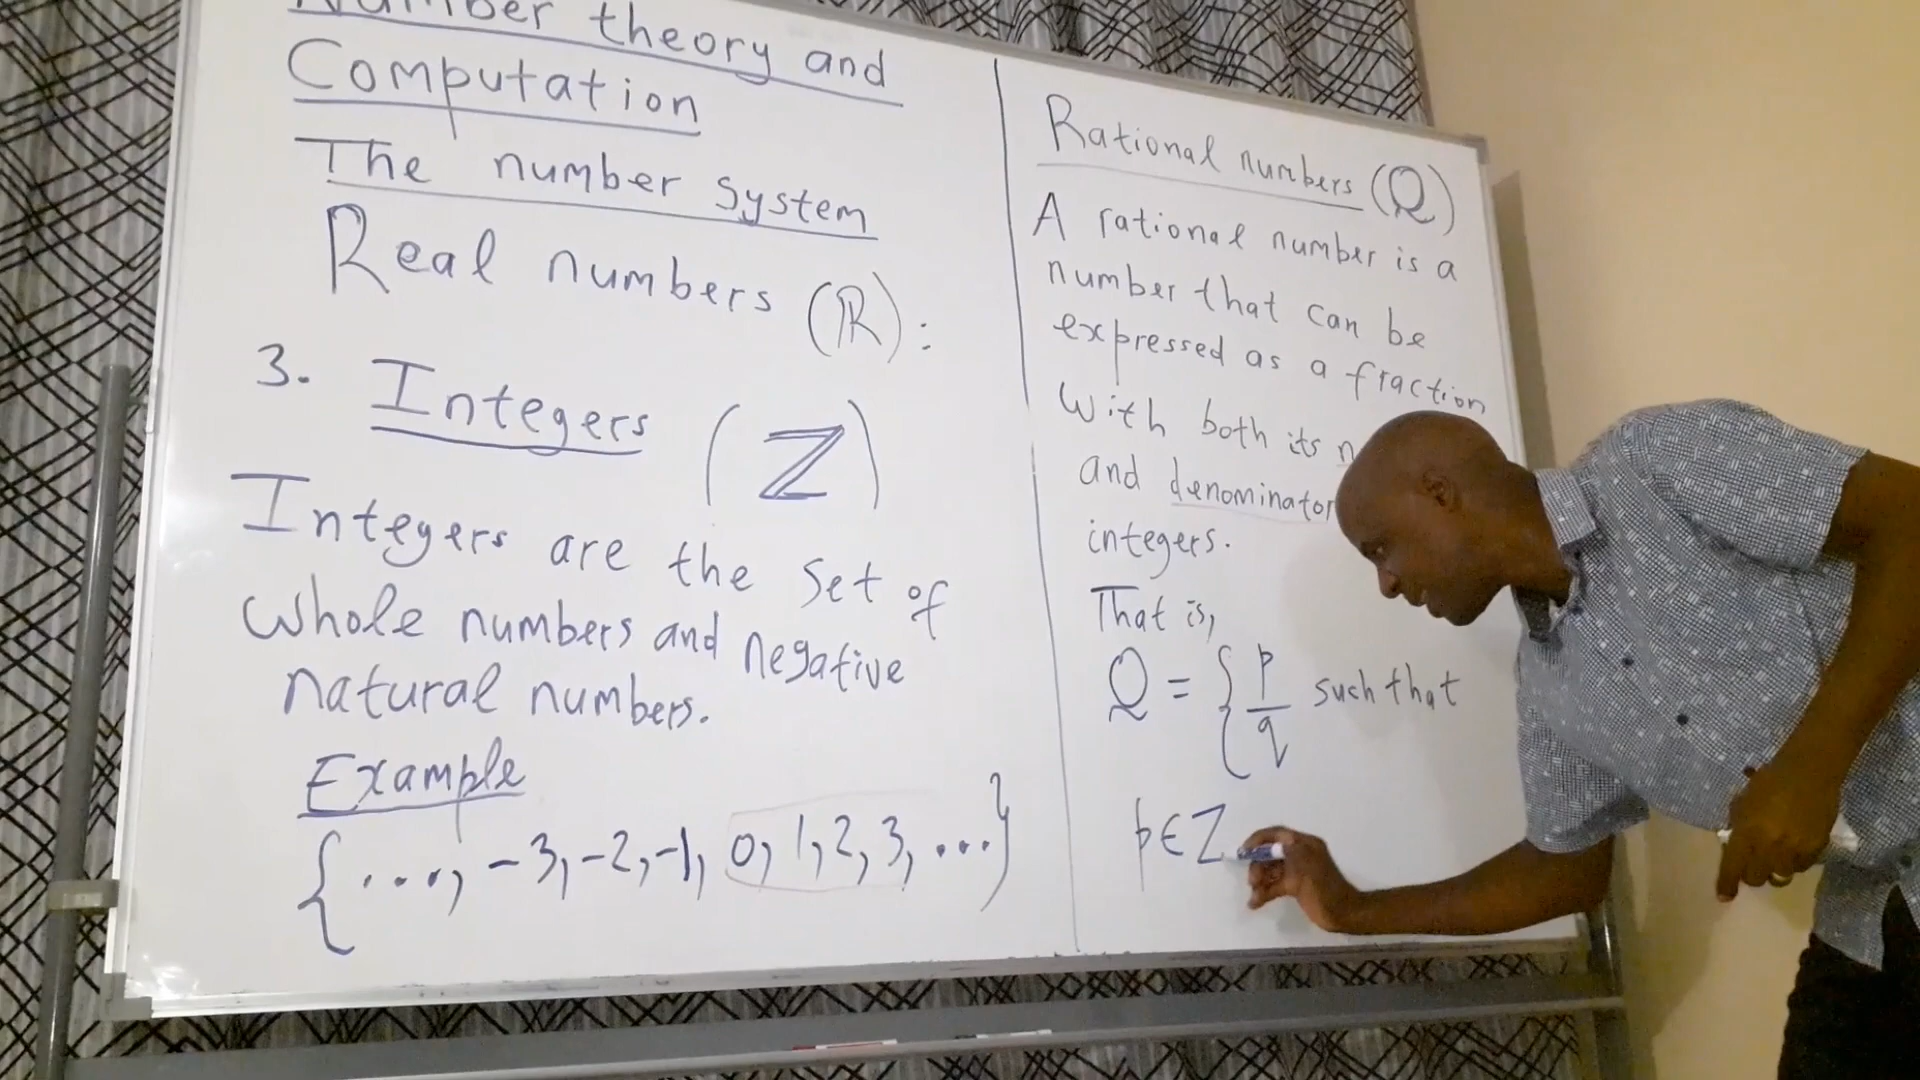 Number theory and
Computation
The number system
Real numbers (ℝ):
3. Integers (ℤ)
Integers are the set of
whole numbers and negative
natural numbers.
Example
{..., -3, -2, -1, 0, 1, 2, 3, ...}
Rational numbers (Q)
A rational number is a
number that can be
expressed as a fraction
with both its
and denominator
integers.
That is,
Q = {p/q such that
p∈Z